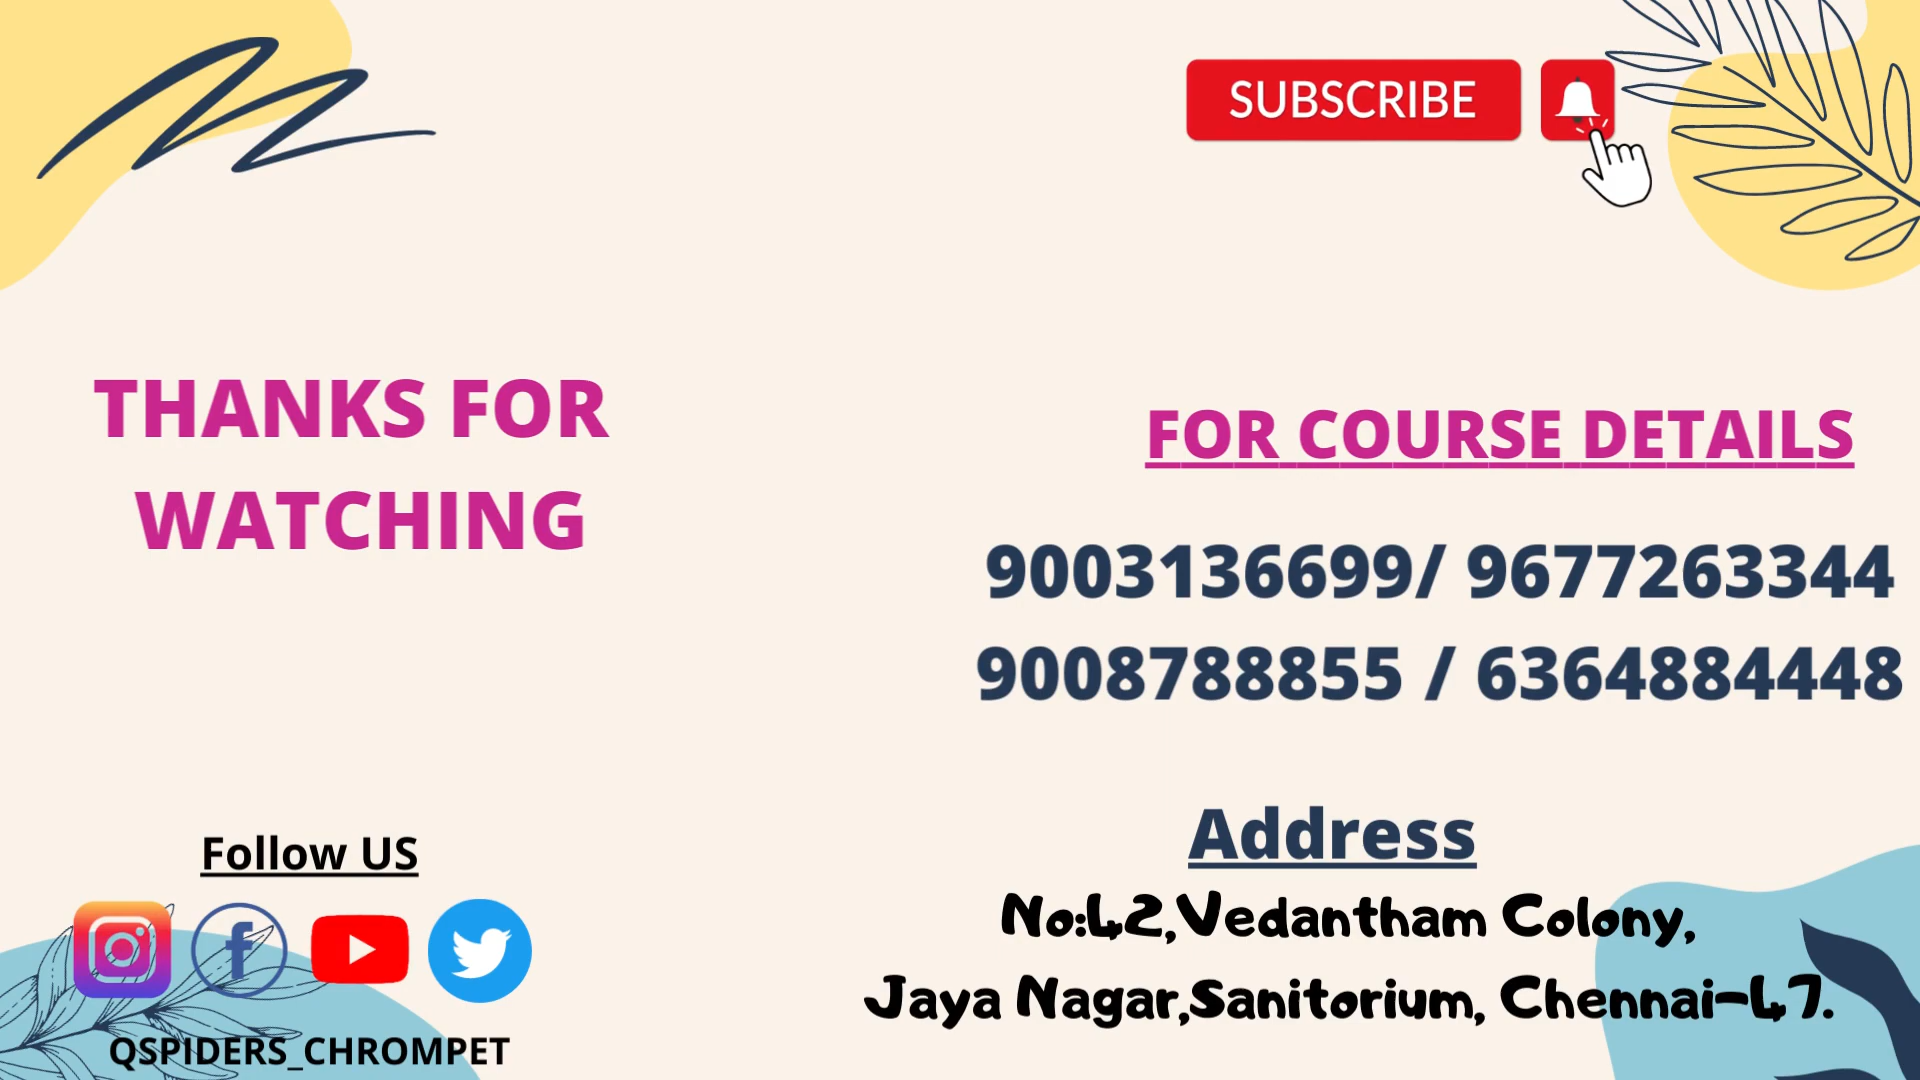 SUBSCRIBE
THANKS FOR
WATCHING
FOR COURSE DETAILS
9003136699/ 9677263344
9008788855 / 6364884448
Address
No:42,Vedantham Colony,
Jaya Nagar,Sanitorium, Chennai-47.
Follow US
QSPIDERS_CHROMPET